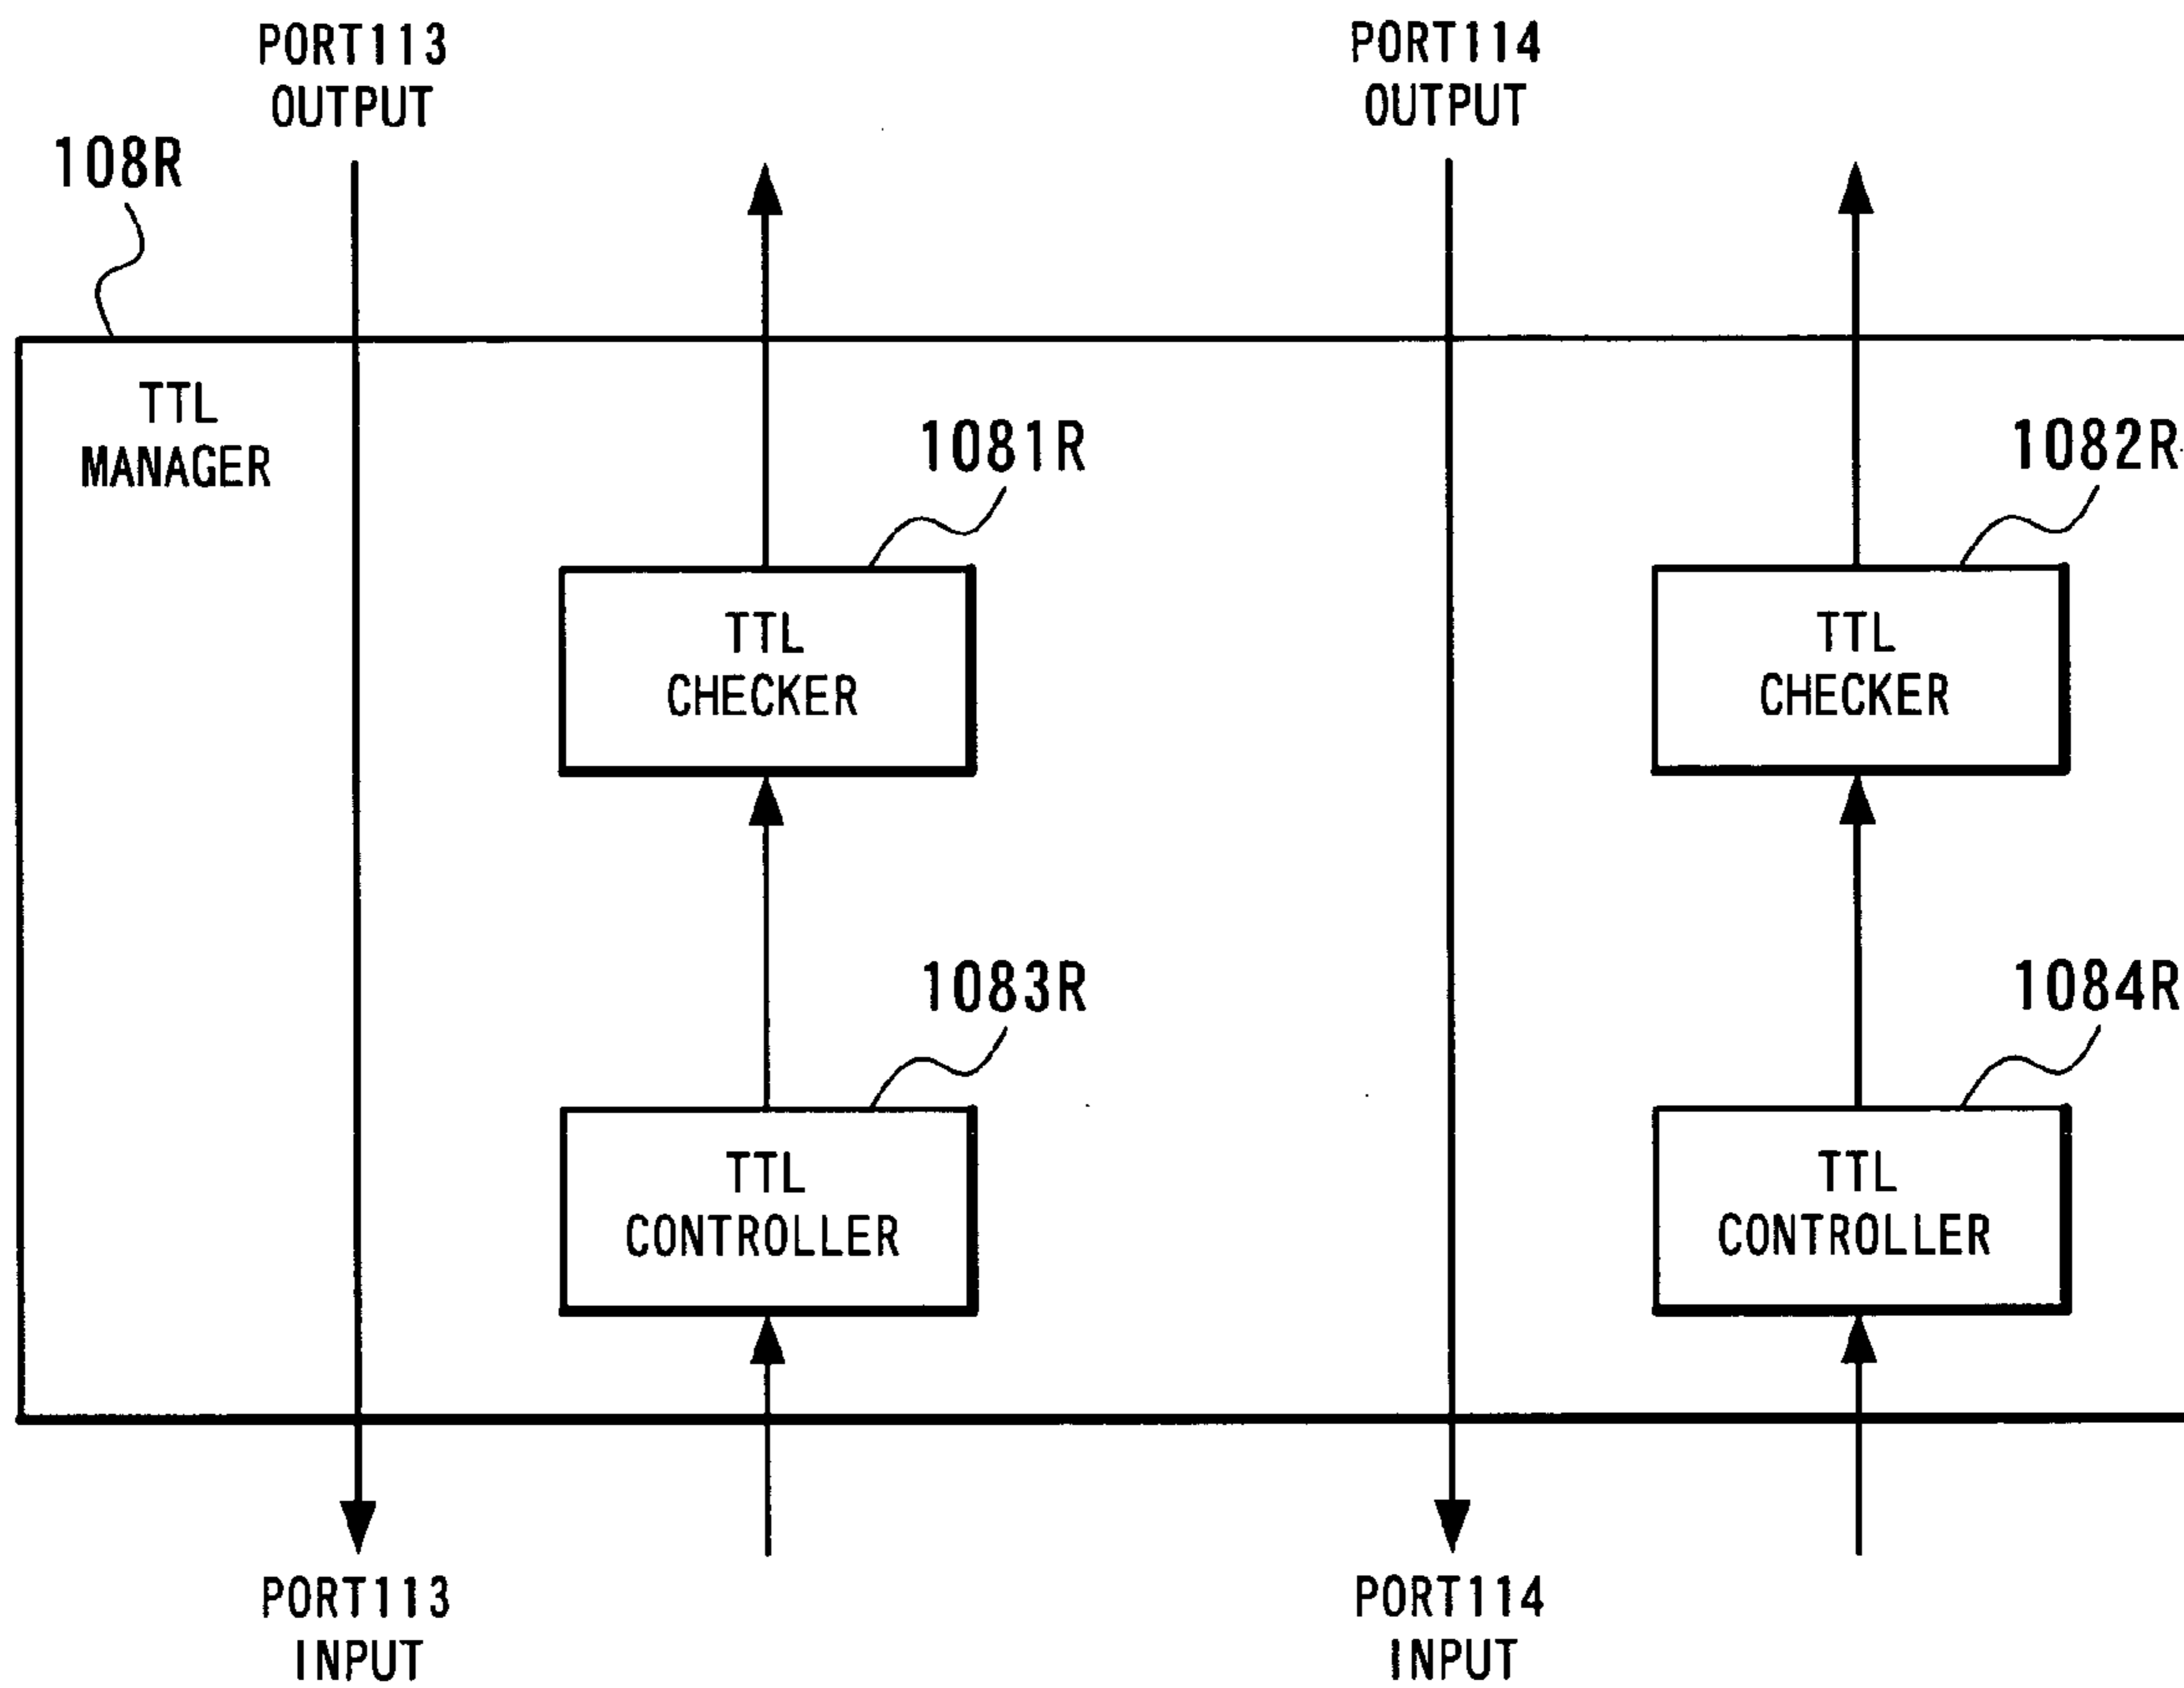 PORT113
OUTPUT
PORT114
OUTPUT
108R
TTL
MANAGER
1081R
1082R
TTL
CHECKER
TTL
CHECKER
1083R
1084R
TTL
CONTROLLER
TTL
CONTROLLER
PORT113
INPUT
PORT114
INPUT